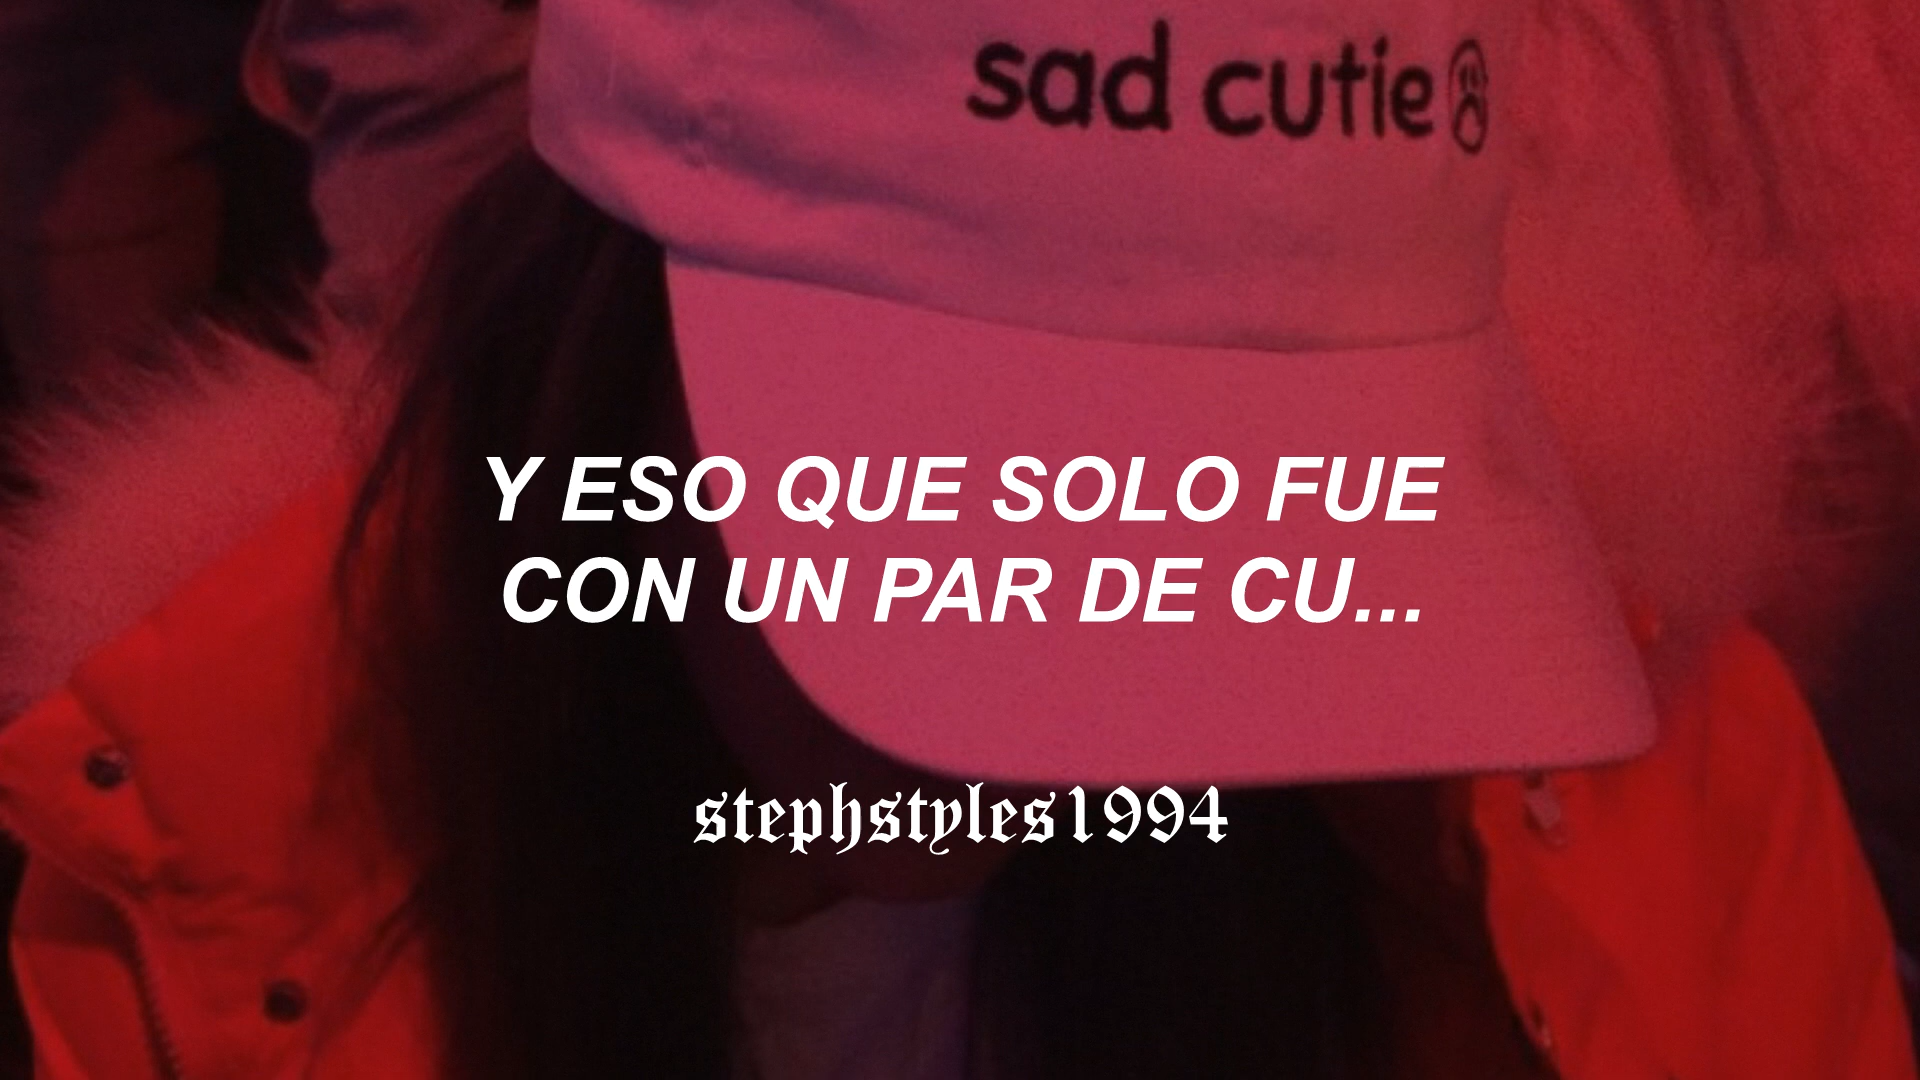 sad cutie
Y ESO QUE SOLO FUE
CON UN PAR DE CU...
stephstyles1994